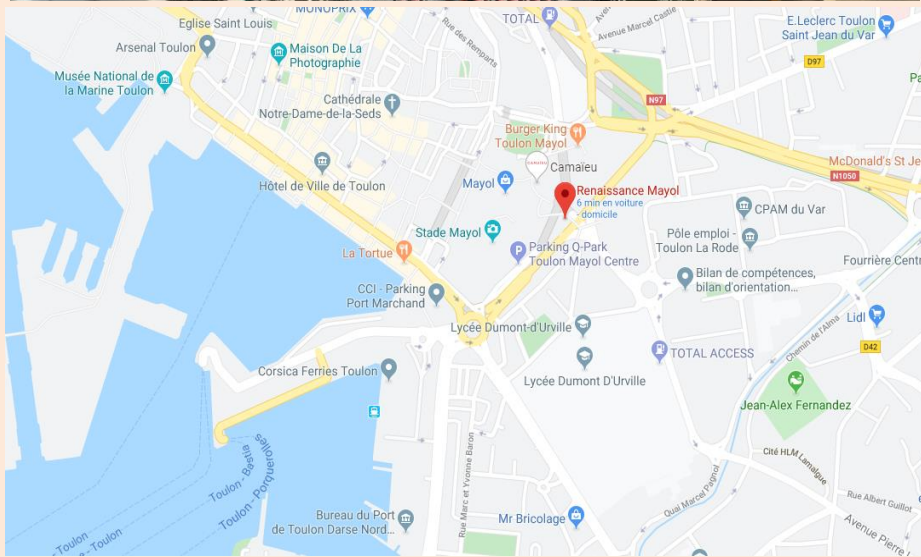 MONOPRIX
Eglise Saint Louis
TOTAL
Avenue Marcel Castie
E.Leclerc Toulon
Saint Jean du Var
Arsenal Toulon
Rue des Remparts
Maison De La
Photographie
D97
Musée National de
la Marine Toulon
N97
Cathédrale
Notre-Dame-de-la-Seds
Burger King
Toulon Mayol
Camaïeu
McDonald's St Je
N1050
Hôtel de Ville de Toulon
Mayol
Renaissance Mayol
6 min en voiture
- domicile
CPAM du Var
Stade Mayol
Pôle emploi -
Toulon La Rode
La Tortue
P
Parking Q-Park
Toulon Mayol Centre
Fourrière Centr
Bilan de compétences,
bilan d'orientation...
CCI - Parking
Port Marchand
Lidl
Lycée Dumont-d'Urville
Chemin de l'Alma
D42
TOTAL ACCESS
Corsica Ferries Toulon
Lycée Dumont D'Urville
Jean-Alex Fernandez
Toulon - Bastia
Toulon - Porquerolles
Rue Marc et Yvonne Baron
Cité HLM Lamalgue
Quai Marcel Pagnol
Rue Albert Guillot
Bureau du Port
de Toulon Darse Nord...
Mr Bricolage
Avenue Pierre
Toulon
- Toulon